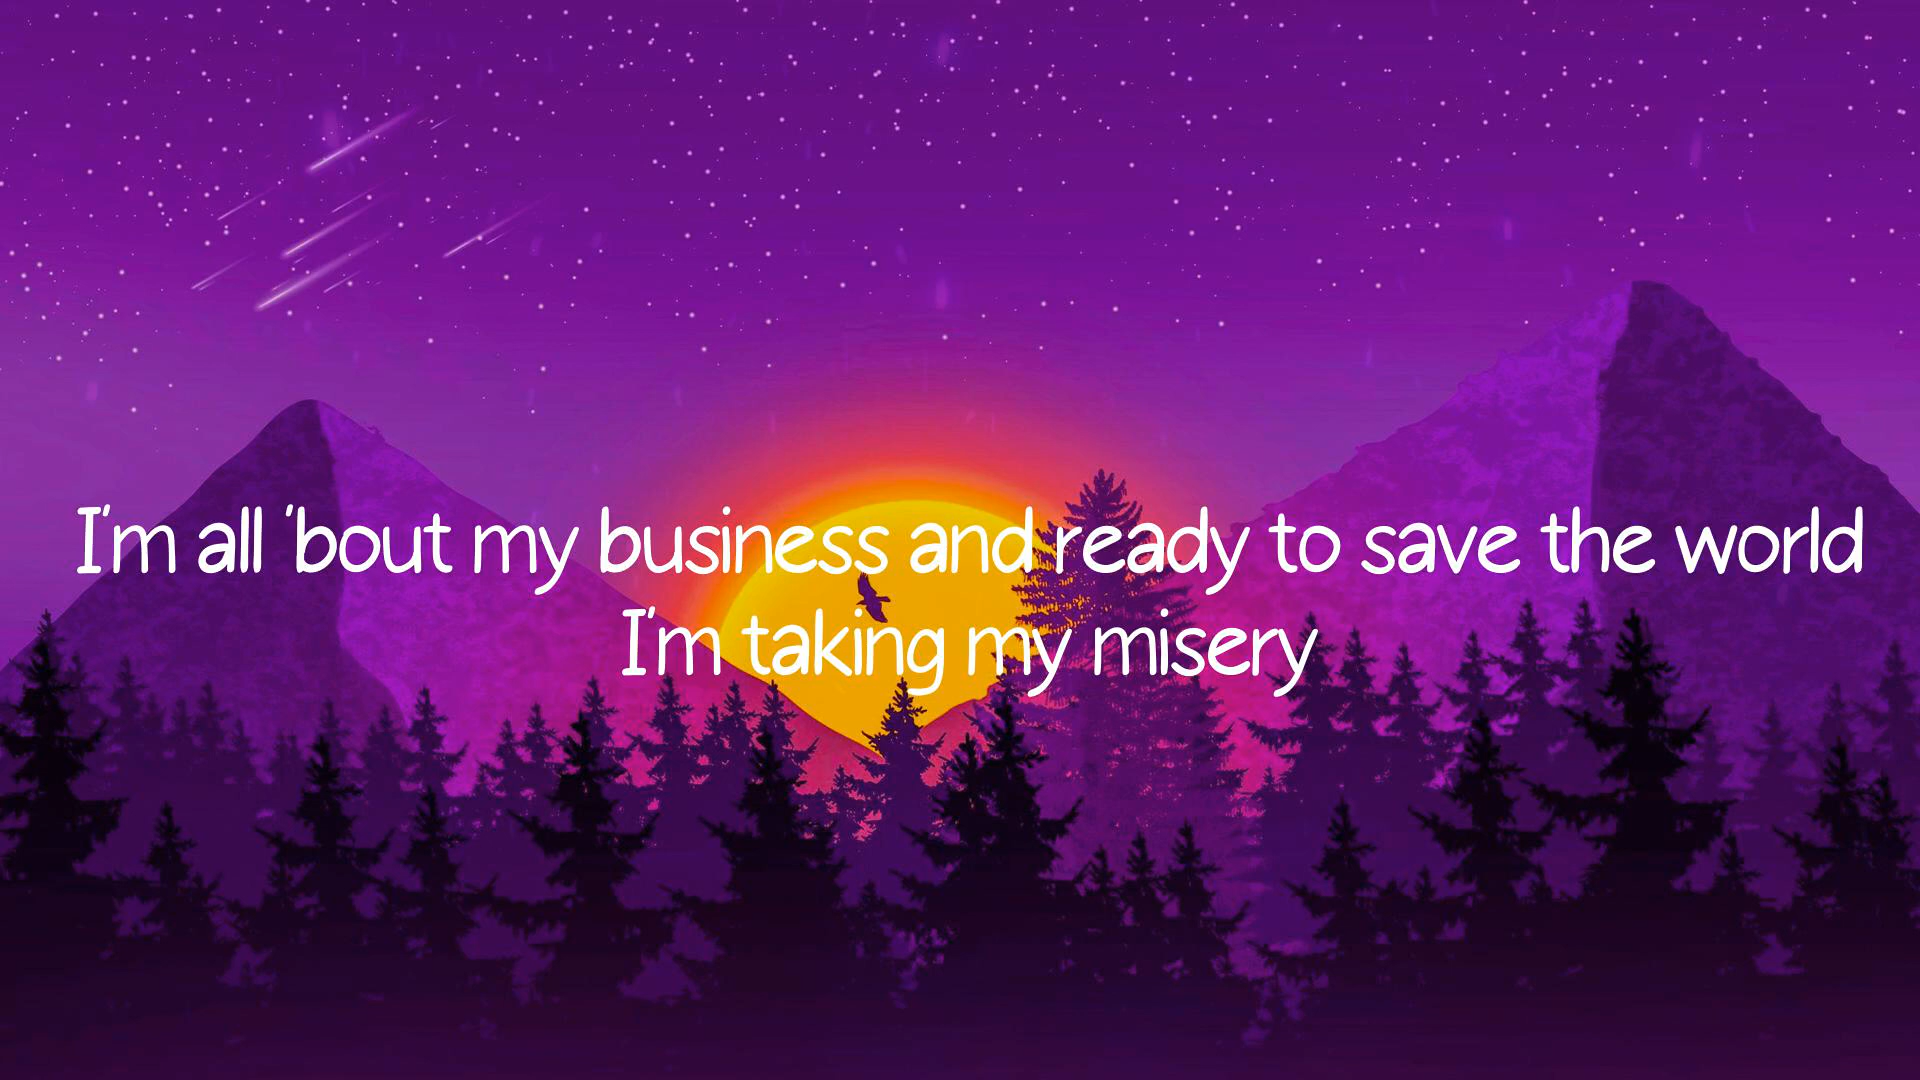 I'm all 'bout my business and ready to save the world
I'm taking my misery